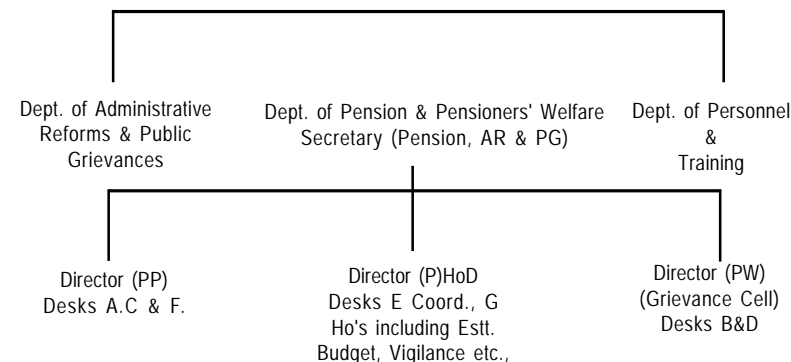 Dept. of Administrative
Reforms & Public
Grievances
Dept. of Pension & Pensioners' Welfare
Secretary (Pension, AR & PG)
Dept. of Personnel
&
Training
Director (PP)
Desks A.C & F.
Director (P)HoD
Desks E Coord., G
Ho's including Estt.
Budget, Vigilance etc.,
Director (PW)
(Grievance Cell)
Desks B&D